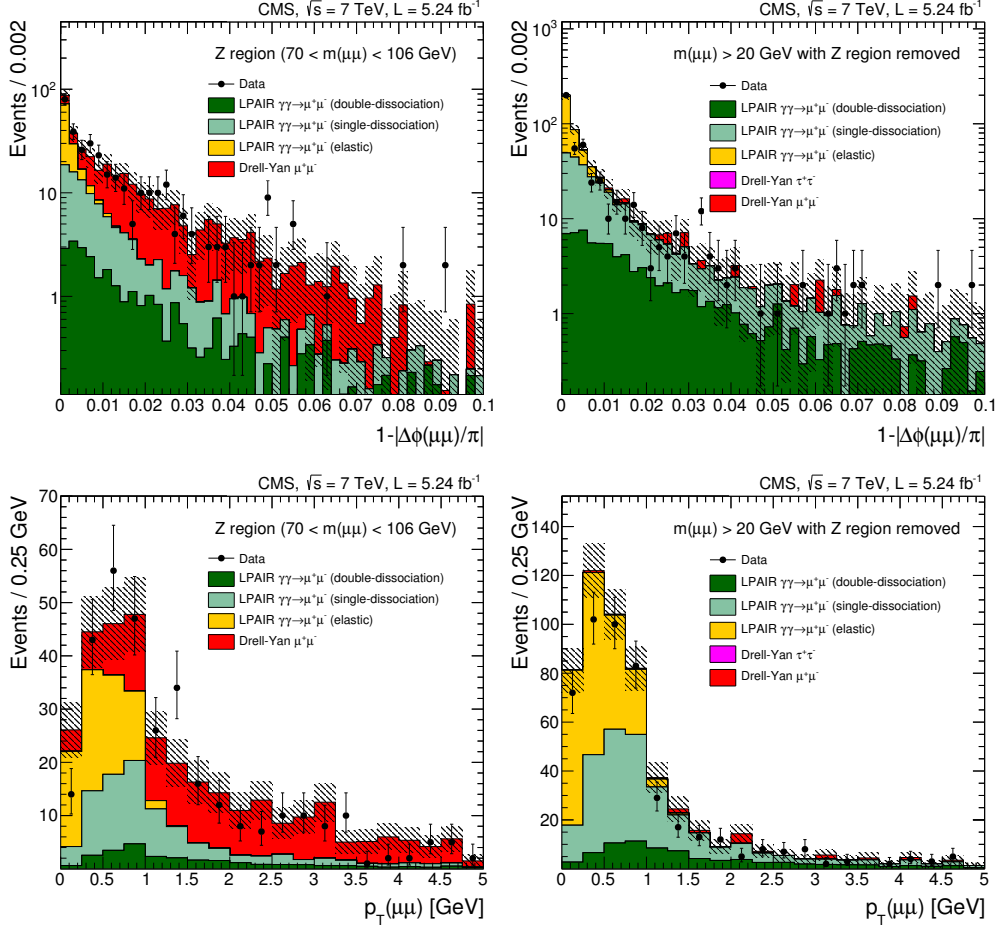 CMS, √s = 7 TeV, L = 5.24 fb⁻¹
Events / 0.002
Z region (70 < m(μμ) < 106 GeV)
Data
LPAIR γγ→μ⁺μ⁻ (double-dissociation)
LPAIR γγ→μ⁺μ⁻ (single-dissociation)
LPAIR γγ→μ⁺μ⁻ (elastic)
Drell-Yan μ⁺μ⁻
10²
10
1
0 0.01 0.02 0.03 0.04 0.05 0.06 0.07 0.08 0.09 0.1
1-|Δϕ(μμ)/π|
CMS, √s = 7 TeV, L = 5.24 fb⁻¹
Events / 0.002
m(μμ) > 20 GeV with Z region removed
Data
LPAIR γγ→μ⁺μ⁻ (double-dissociation)
LPAIR γγ→μ⁺μ⁻ (single-dissociation)
LPAIR γγ→μ⁺μ⁻ (elastic)
Drell-Yan τ⁺τ⁻
Drell-Yan μ⁺μ⁻
10³
10²
10
1
0 0.01 0.02 0.03 0.04 0.05 0.06 0.07 0.08 0.09 0.1
1-|Δϕ(μμ)/π|
CMS, √s = 7 TeV, L = 5.24 fb⁻¹
Events / 0.25 GeV
Z region (70 < m(μμ) < 106 GeV)
Data
LPAIR γγ→μ⁺μ⁻ (double-dissociation)
LPAIR γγ→μ⁺μ⁻ (single-dissociation)
LPAIR γγ→μ⁺μ⁻ (elastic)
Drell-Yan μ⁺μ⁻
70
60
50
40
30
20
10
0 0.5 1 1.5 2 2.5 3 3.5 4 4.5 5
p_T(μμ) [GeV]
CMS, √s = 7 TeV, L = 5.24 fb⁻¹
Events / 0.25 GeV
m(μμ) > 20 GeV with Z region removed
Data
LPAIR γγ→μ⁺μ⁻ (double-dissociation)
LPAIR γγ→μ⁺μ⁻ (single-dissociation)
LPAIR γγ→μ⁺μ⁻ (elastic)
Drell-Yan τ⁺τ⁻
Drell-Yan μ⁺μ⁻
140
120
100
80
60
40
20
0 0.5 1 1.5 2 2.5 3 3.5 4 4.5 5
p_T(μμ) [GeV]